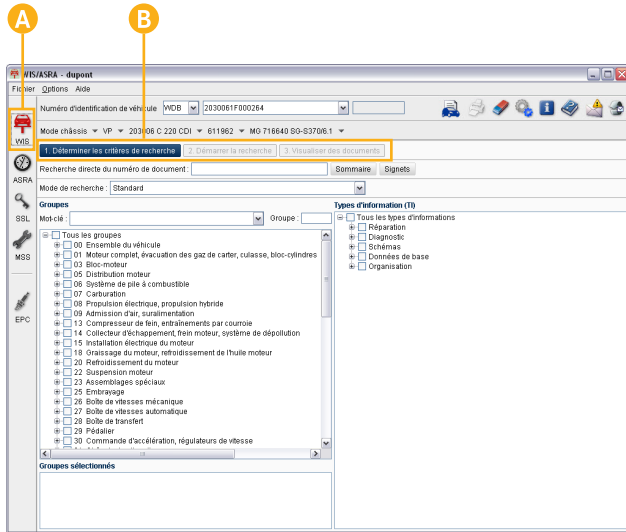 A
B
WIS/ASRA - dupont
Fichier Options Aide
Numéro d'identification de véhicule WDB 2030061F000264
Mode châssis VP 203006 C 220 CDI 611962 MG 716640 SG-S370/6.1
WIS
1. Déterminer les critères de recherche 2. Démarrer la recherche 3. Visualiser des documents
ASRA
Recherche directe du numéro de document: Sommaire Signets
Mode de recherche: Standard
SBL
Groupes
Types d'information (TI)
Mot-clé: Groupe:
MSS
EPC
Tous les groupes
00 Ensemble du véhicule
01 Moteur complet, évacuation des gaz de carter, culasse, bloc-cylindres
03 Bloc-moteur
05 Distribution moteur
06 Système de pile à combustible
07 Carburation
08 Propulsion électrique, propulsion hybride
09 Admission d'air, suralimentation
13 Compresseur de fein, entraînements par courroie
14 Collecteur d'échappement, frein moteur, système de dépollution
15 Installation électrique du moteur
18 Graissage du moteur, refroidissement de l'huile moteur
20 Refroidissement du moteur
22 Suspension moteur
23 Assemblages spéciaux
25 Embrayage
26 Boîte de vitesses mécanique
27 Boîte de vitesses automatique
28 Boîte de transfert
29 Pédalier
30 Commande d'accélération, régulateurs de vitesse
Tous les types d'informations
Réparation
Diagnostic
Schémas
Données de base
Organisation
Groupes sélectionnés